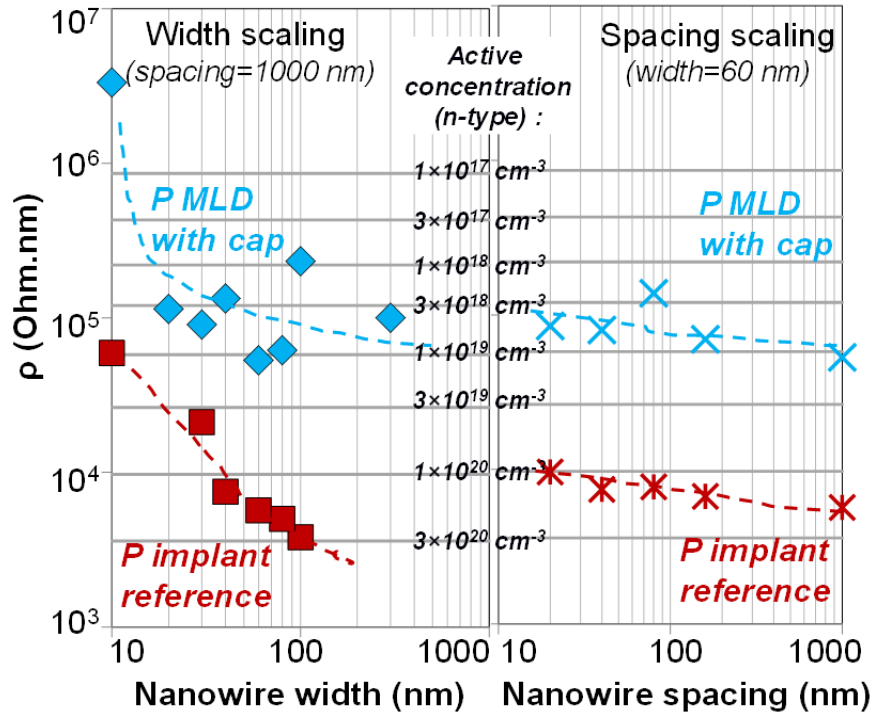 10⁷
10⁶
10⁵
10⁴
10³
ρ (Ohm.nm)
Width scaling
(spacing=1000 nm)
P MLD
with cap
P implant
reference
10
100
1000
Nanowire width (nm)
Active
concentration
(n-type) :
1×10¹⁷ cm⁻³
3×10¹⁷ cm⁻³
1×10¹⁸ cm⁻³
3×10¹⁸ cm⁻³
1×10¹⁹ cm⁻³
3×10¹⁹ cm⁻³
1×10²⁰ cm⁻³
3×10²⁰ cm⁻³
Spacing scaling
(width=60 nm)
P MLD
with cap
P implant
reference
10
100
1000
Nanowire spacing (nm)